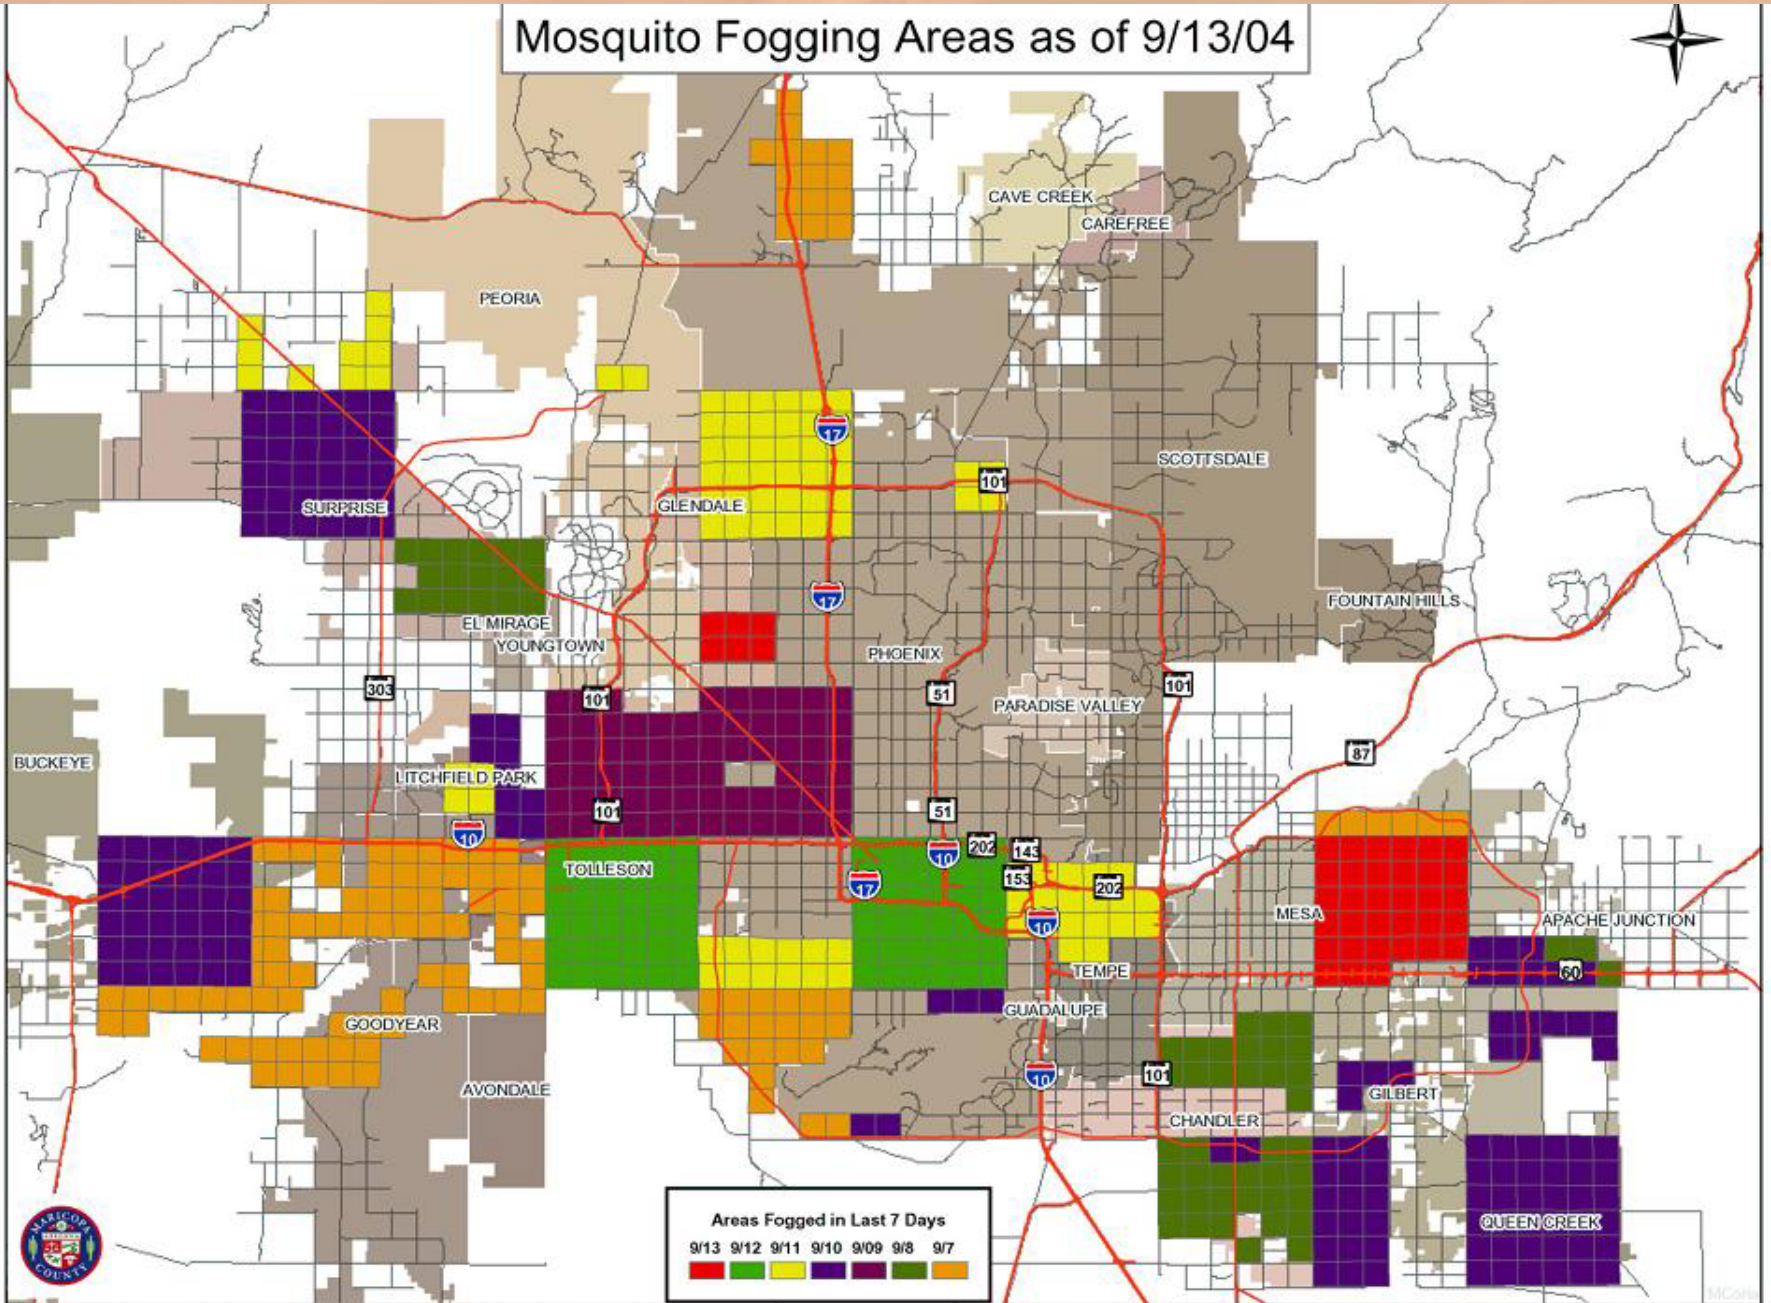 Mosquito Fogging Areas as of 9/13/04
CAVE CREEK
CAREFREE
PEORIA
17
SCOTTSDALE
101
SURPRISE
GLENDALE
17
FOUNTAIN HILLS
EL MIRAGE
YOUNGTOWN
PHOENIX
303
101
51
101
PARADISE VALLEY
87
BUCKEYE
LITCHFIELD PARK
101
51
10
10
202
143
TOLLESON
17
153
202
10
MESA
APACHE JUNCTION
TEMPE
60
GUADALUPE
GOODYEAR
10
101
AVONDALE
GILBERT
CHANDLER
QUEEN CREEK
MARICOPA
COUNTY
Areas Fogged in Last 7 Days
9/13 9/12 9/11 9/10 9/09 9/8 9/7